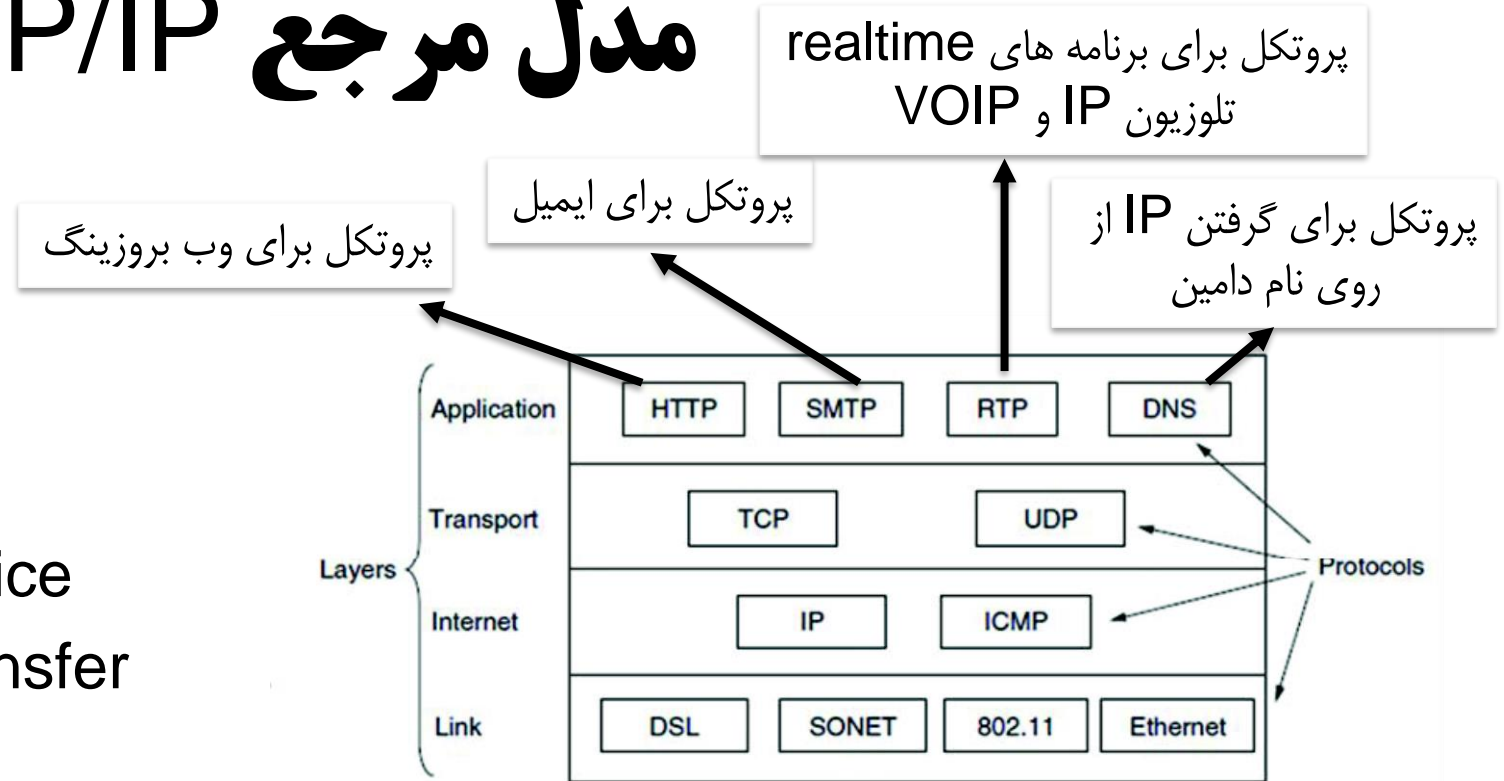 مدل مرجع P/IP
پروتکل برای برنامه های realtime
تلوزیون IP و VOIP
پروتکل برای ایمیل
پروتکل برای گرفتن IP از
روی نام دامین
پروتکل برای وب بروزینگ
Application
HTTP
SMTP
RTP
DNS
Transport
TCP
UDP
Layers
Protocols
ice
Internet
IP
ICMP
nsfer
Link
DSL
SONET
802.11
Ethernet